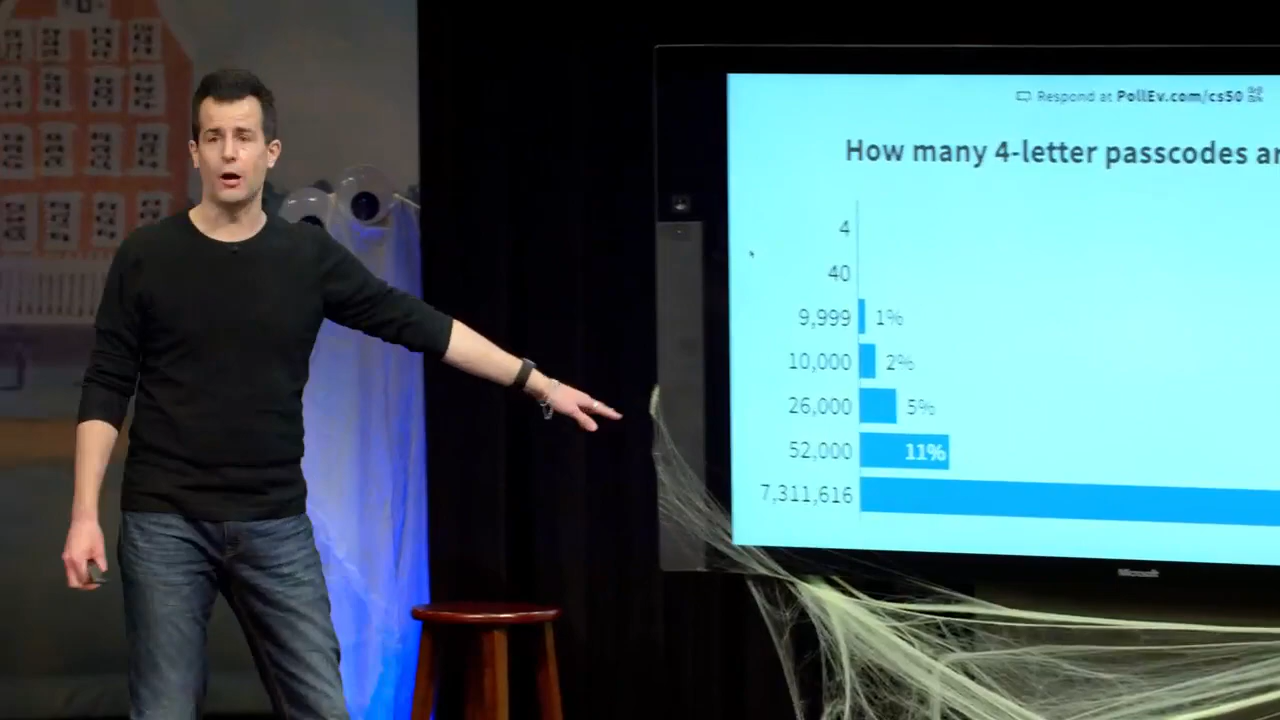 Respond at PollEv.com/cs50
How many 4-letter passcodes
4
40
9,999 1%
10,000 2%
26,000 5%
52,000 11%
7,311,616
Microsoft